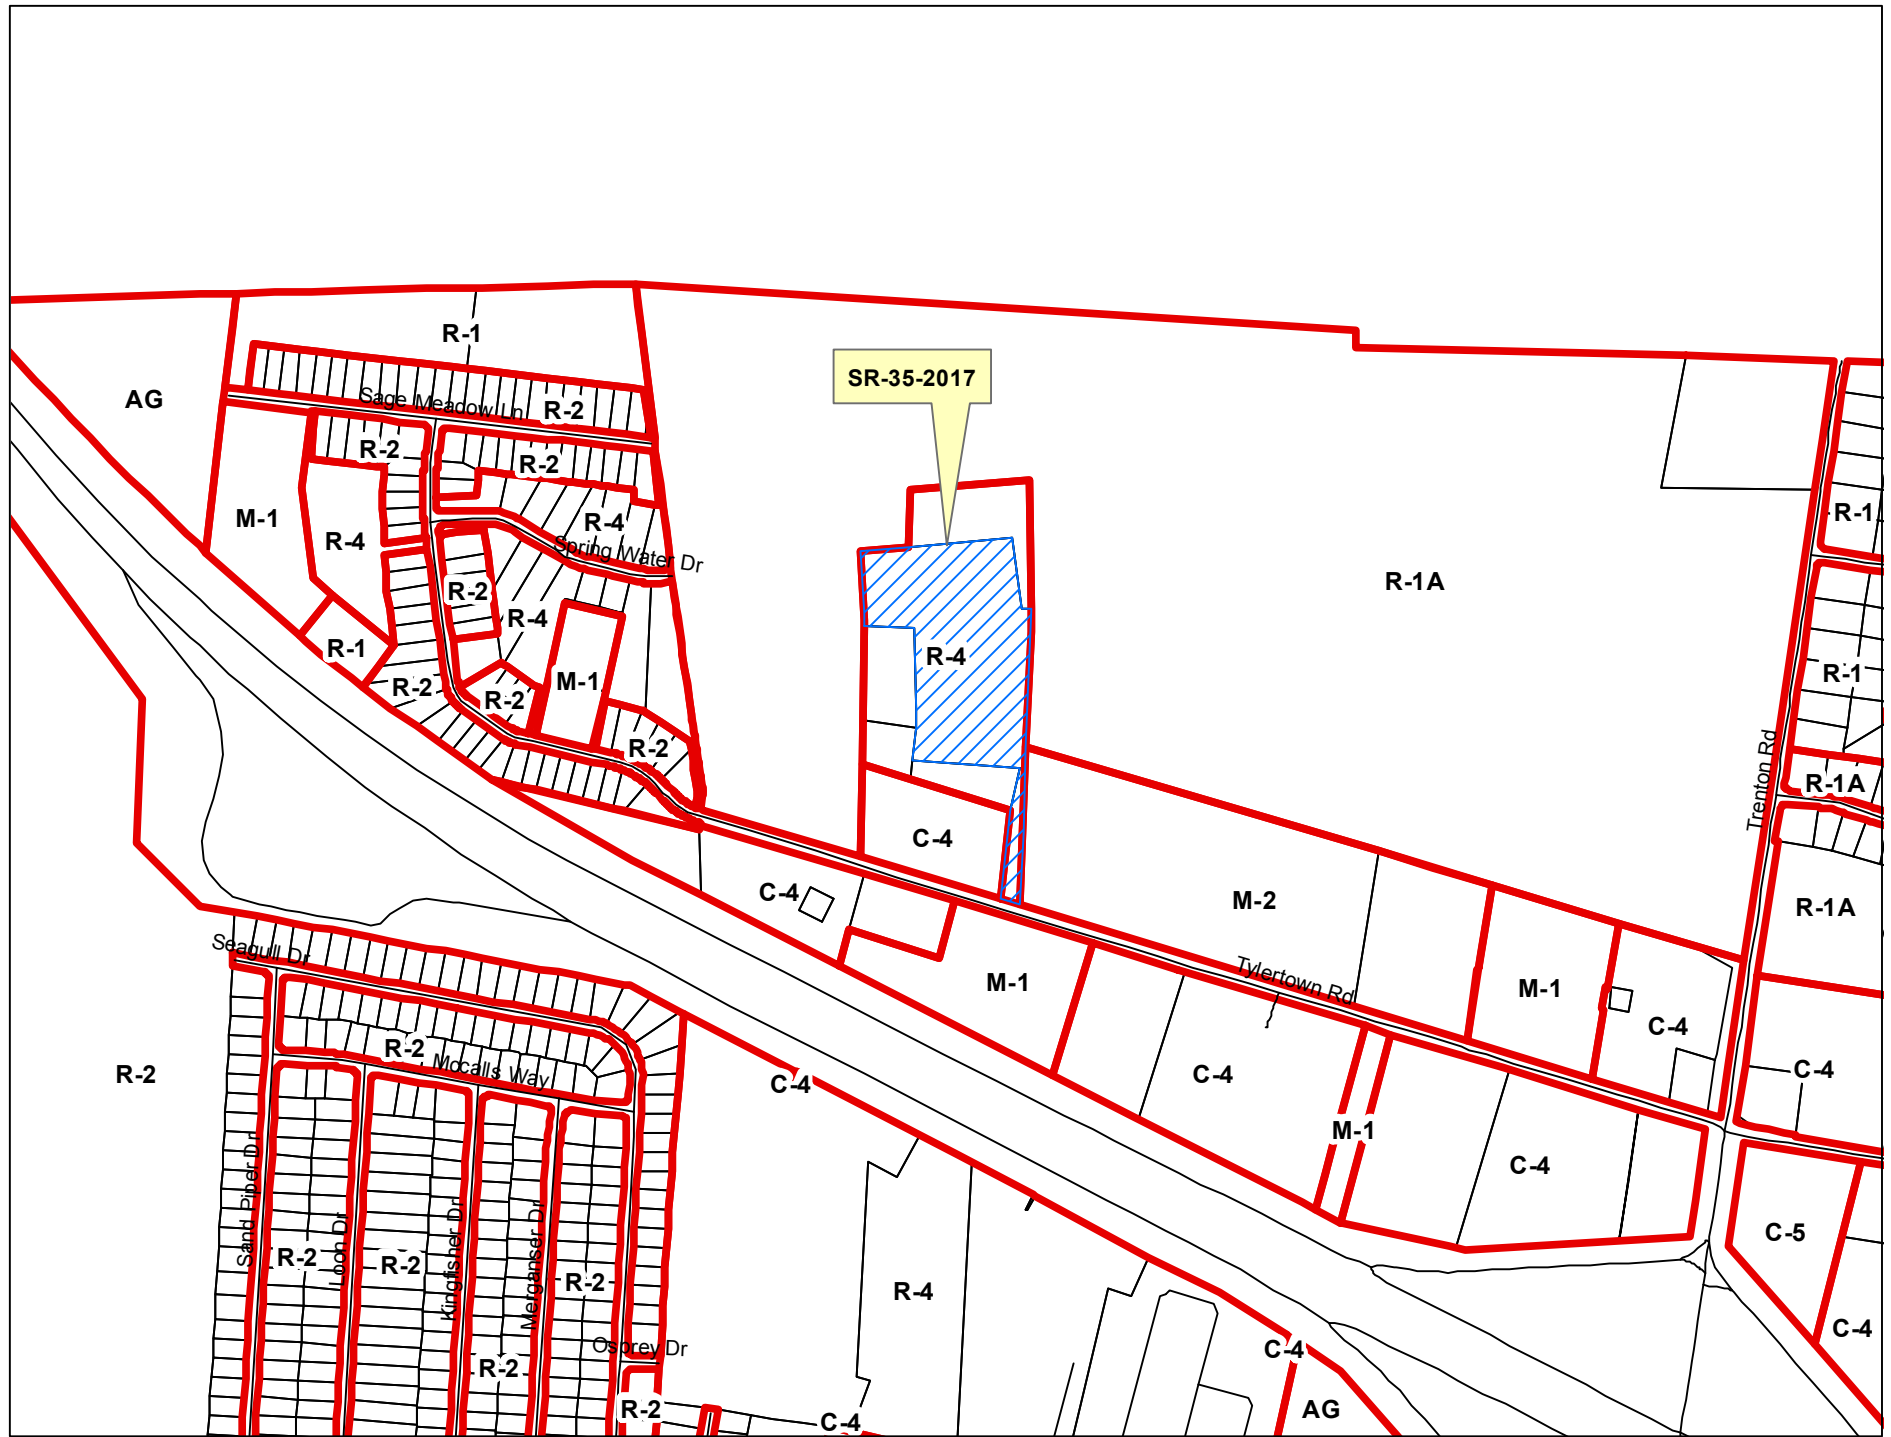 R-1
SR-35-2017
AG
Sage Meadow Ln
R-2
R-2
R-2
R-4
M-1
R-4
R-1
Spring Water Dr
R-1A
R-2
R-4
R-1
R-4
R-1
M-1
R-2
R-2
R-2
Trenton Rd
R-1A
C-4
C-4
M-2
R-1A
Seagull Dr
M-1
Tylertown Rd
M-1
C-4
R-2
Mccalls Way
R-2
C-4
C-4
C-4
M-1
C-4
Sand Piper Dr
R-2
Loon Dr
R-2
Kingfisher Dr
Merganser Dr
R-2
R-4
C-5
C-4
Osprey Dr
C-4
R-2
R-2
C-4
AG